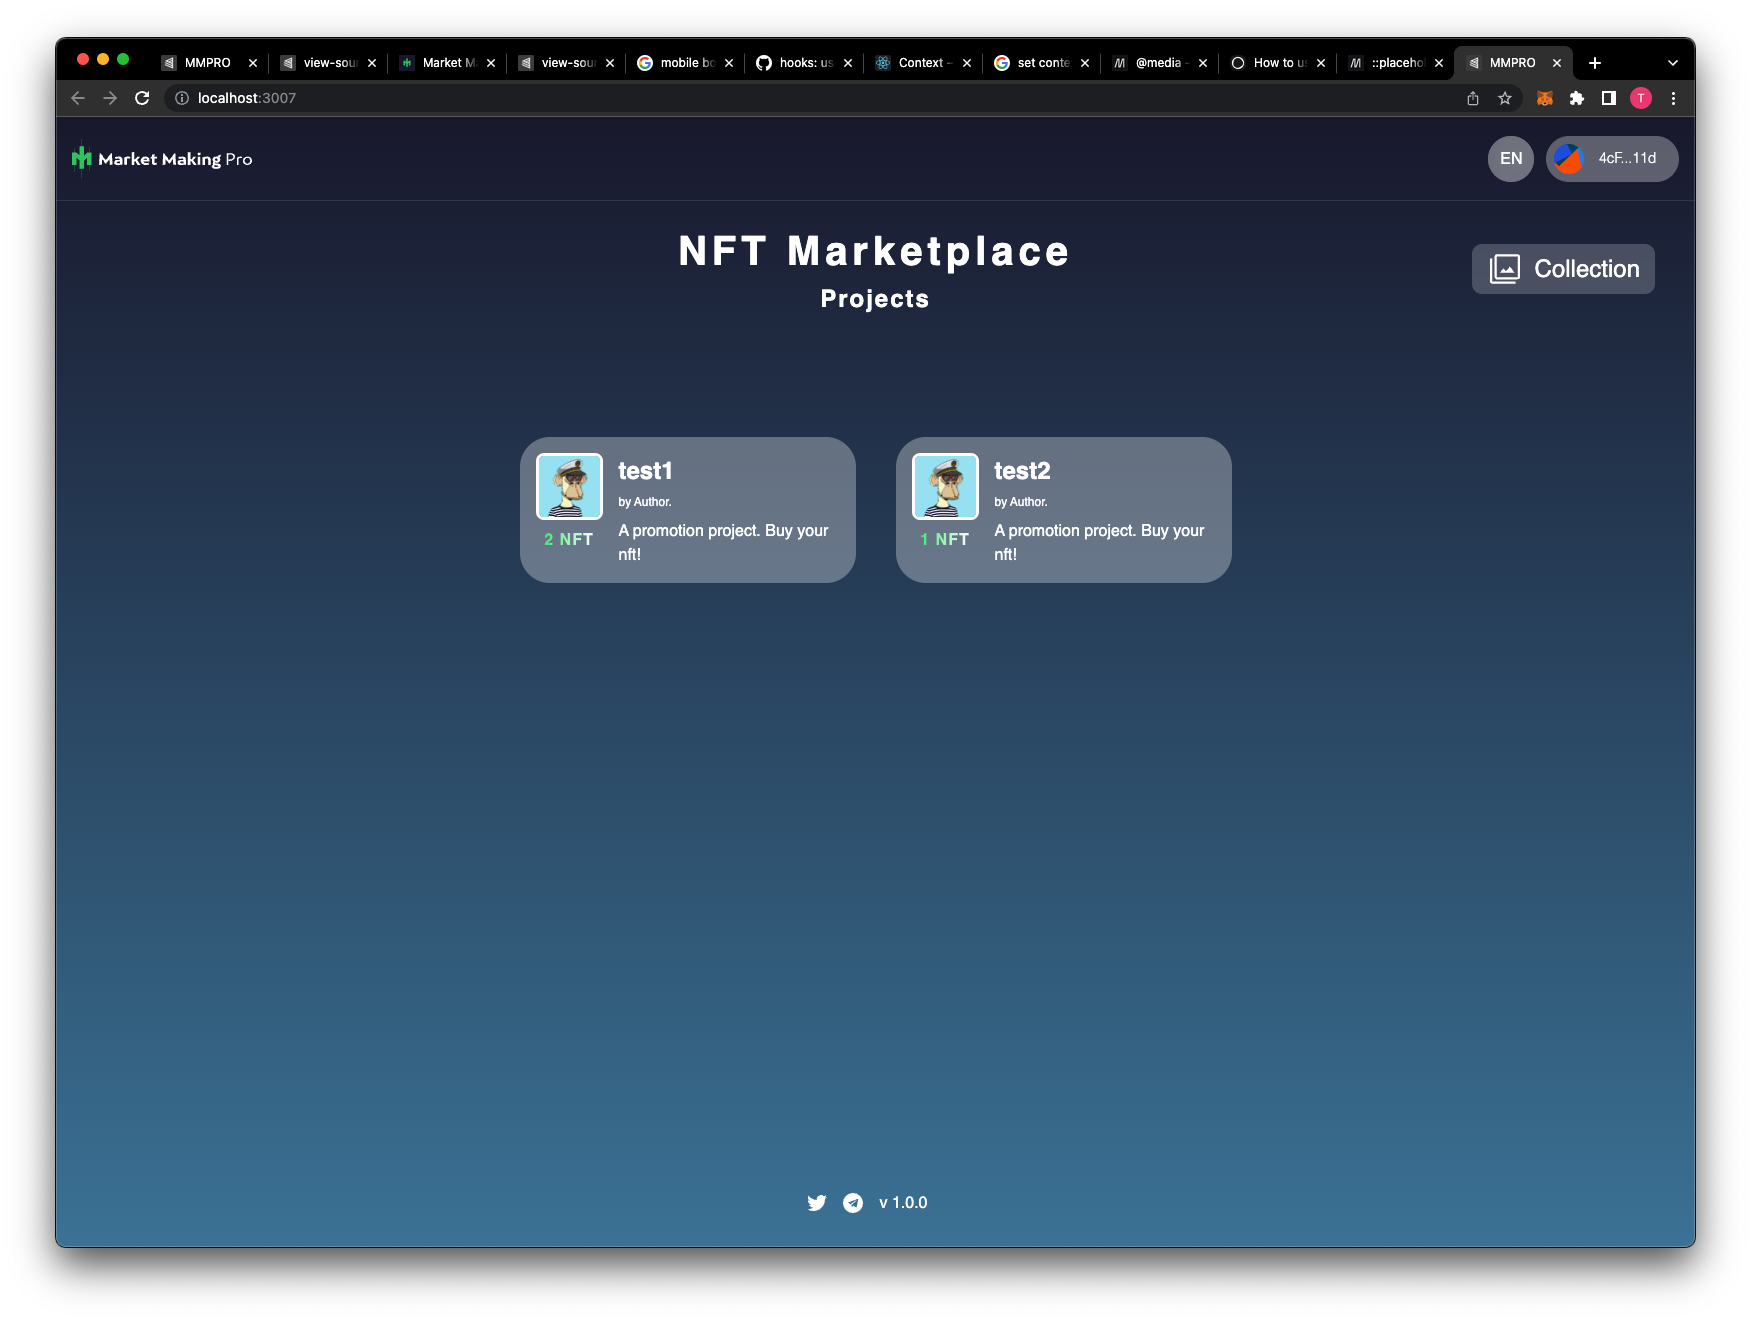 MMPRO
view-sou
Market M
view-sou
mobile bo
hooks: us
Context –
set conte
@media -
How to u
::placehol
MMPRO
localhost:3007
T
Market Making Pro
EN
4cF...11d
NFT Marketplace
Projects
Collection
test1
by Author.
A promotion project. Buy your
nft!
2 NFT
test2
by Author.
A promotion project. Buy your
nft!
1 NFT
v 1.0.0